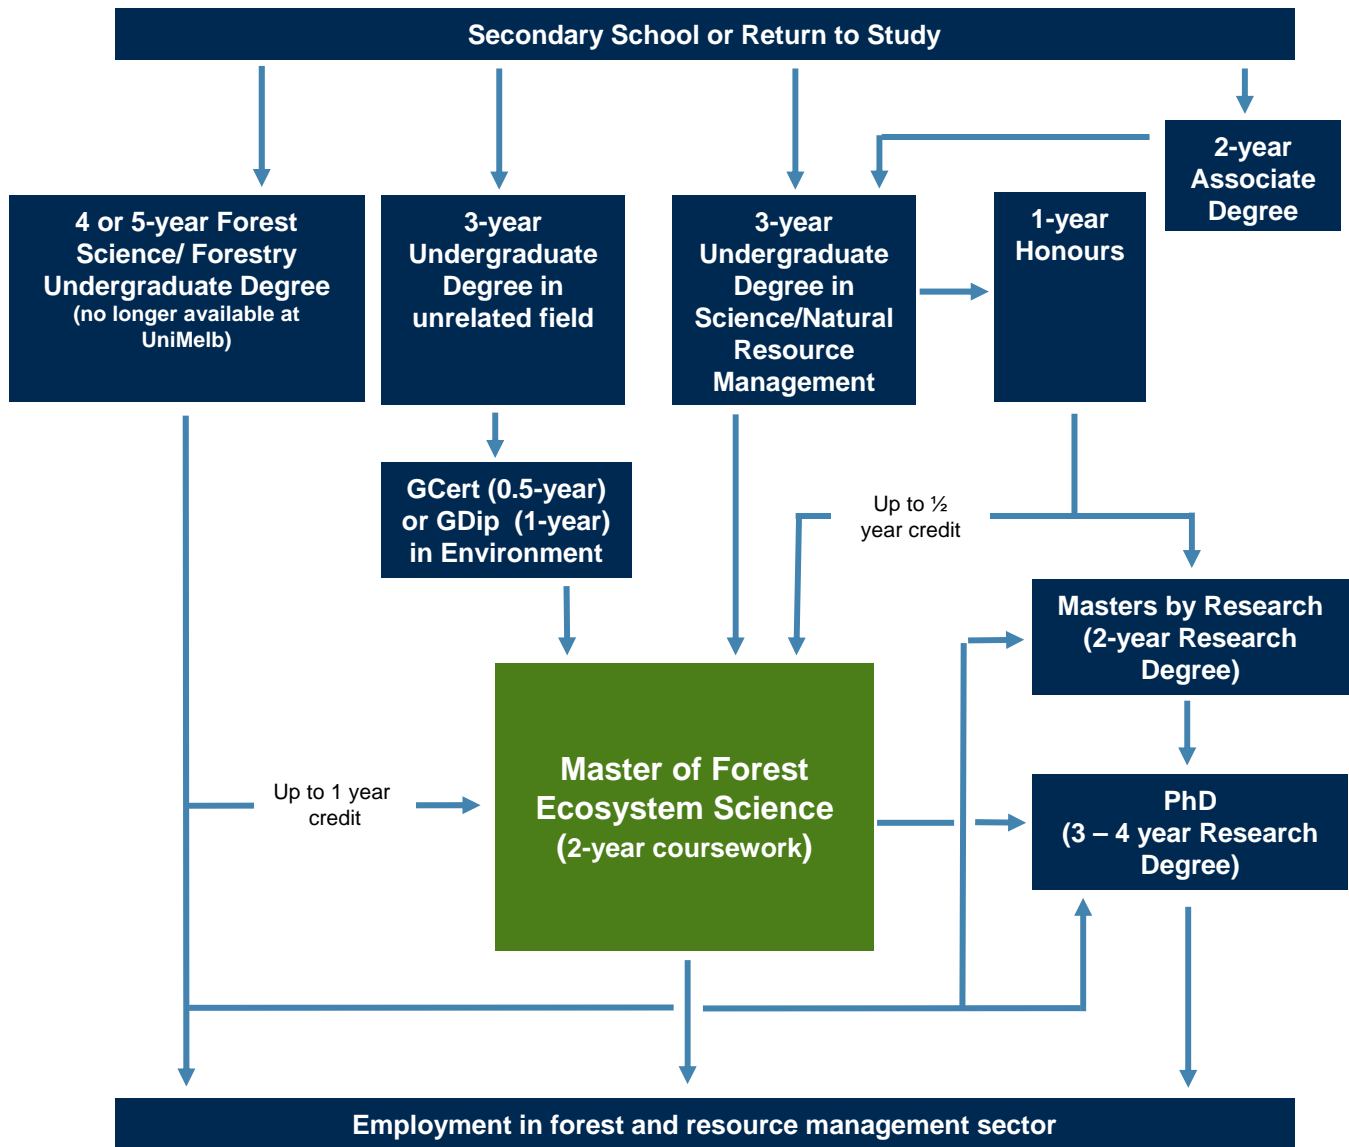 Secondary School or Return to Study
2-year
Associate
Degree
4 or 5-year Forest
Science/ Forestry
Undergraduate Degree
(no longer available at
UniMelb)
3-year
Undergraduate
Degree in
unrelated field
3-year
Undergraduate
Degree in
Science/Natural
Resource
Management
1-year
Honours
GCert (0.5-year)
or GDip (1-year)
in Environment
Up to ½
year credit
Masters by Research
(2-year Research
Degree)
Master of Forest
Ecosystem Science
(2-year coursework)
Up to 1 year
credit
PhD
(3 – 4 year Research
Degree)
Employment in forest and resource management sector